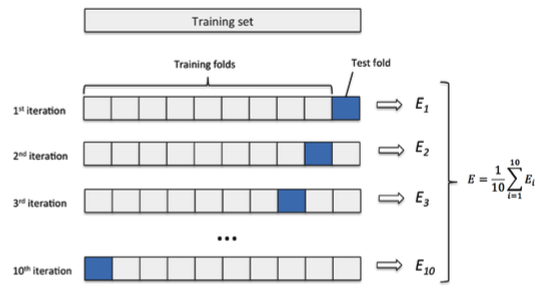 Training set
Training folds
Test fold
1st iteration
E1
2nd iteration
E2
3rd iteration
E3
E = 1/10 ∑_{i=1}^{10} Ei
...
10th iteration
E10